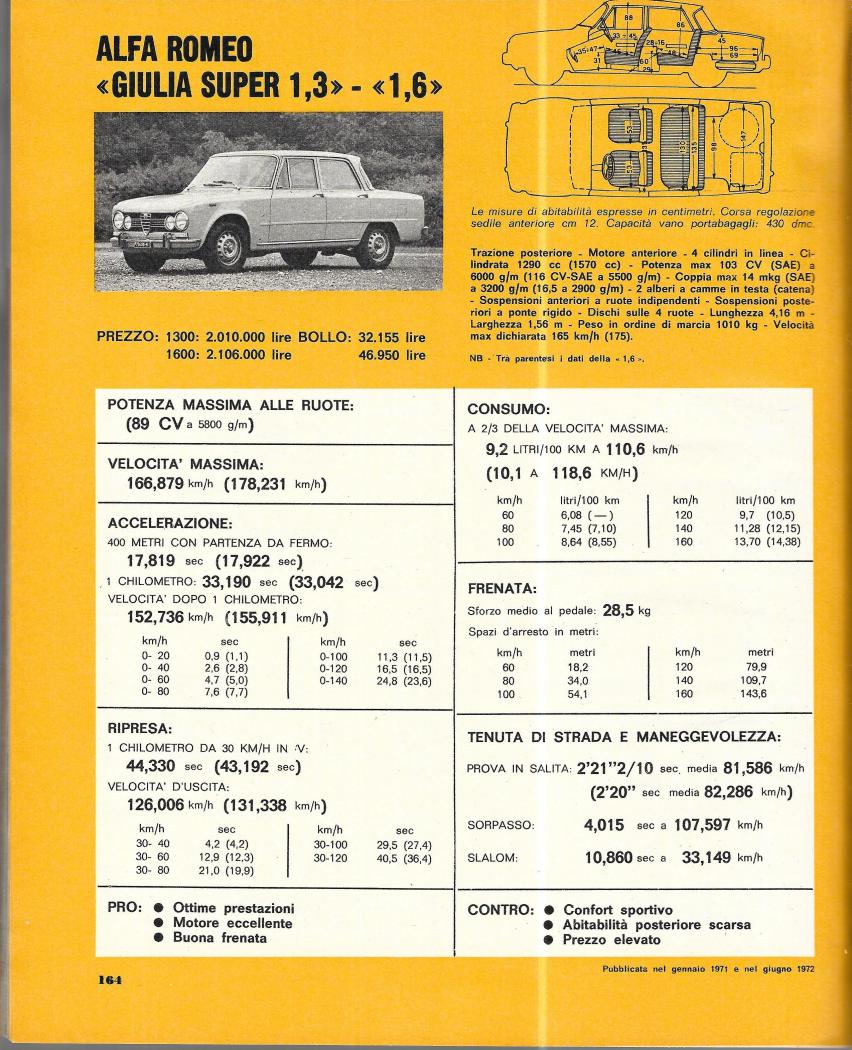 ALFA ROMEO
«GIULIA SUPER 1,3» - «1,6»
88
86
33 ÷ 45
35÷47
31
60
29
45
96
69
135
98
147
Le misure di abitabilità espresse in centimetri. Corsa regolazione
sedile anteriore cm 12. Capacità vano portabagagli: 430 dmc.
Trazione posteriore - Motore anteriore - 4 cilindri in linea - Ci-
lindrata 1290 cc (1570 cc) - Potenza max 103 CV (SAE) a
6000 g/m (116 CV-SAE a 5500 g/m) - Coppia max 14 mkg (SAE)
a 3200 g/m (16,5 a 2900 g/m) - 2 alberi a camme in testa (catena)
- Sospensioni anteriori a ruote indipendenti - Sospensioni poste-
riori a ponte rigido - Dischi sulle 4 ruote - Lunghezza 4,16 m -
Larghezza 1,56 m - Peso in ordine di marcia 1010 kg - Velocità
max dichiarata 165 km/h (175).
NB - Tra parentesi i dati della « 1,6 ».
PREZZO: 1300: 2.010.000 lire BOLLO: 32.155 lire
1600: 2.106.000 lire 46.950 lire
POTENZA MASSIMA ALLE RUOTE:
(89 CV a 5800 g/m)
VELOCITA' MASSIMA:
166,879 km/h (178,231 km/h)
ACCELERAZIONE:
400 METRI CON PARTENZA DA FERMO:
17,819 sec (17,922 sec)
1 CHILOMETRO: 33,190 sec (33,042 sec)
VELOCITA' DOPO 1 CHILOMETRO:
152,736 km/h (155,911 km/h)
km/h sec km/h sec
0- 20 0,9 (1,1) 0-100 11,3 (11,5)
0- 40 2,6 (2,8) 0-120 16,5 (16,5)
0- 60 4,7 (5,0) 0-140 24,8 (23,6)
0- 80 7,6 (7,7)
RIPRESA:
1 CHILOMETRO DA 30 KM/H IN V:
44,330 sec (43,192 sec)
VELOCITA' D'USCITA:
126,006 km/h (131,338 km/h)
km/h sec km/h sec
30- 40 4,2 (4,2) 30-100 29,5 (27,4)
30- 60 12,9 (12,3) 30-120 40,5 (36,4)
30- 80 21,0 (19,9)
PRO: ● Ottime prestazioni
● Motore eccellente
● Buona frenata
CONSUMO:
A 2/3 DELLA VELOCITA' MASSIMA:
9,2 LITRI/100 KM A 110,6 km/h
(10,1 A 118,6 KM/H)
km/h litri/100 km km/h litri/100 km
60 6,08 ( — ) 120 9,7 (10,5)
80 7,45 (7,10) 140 11,28 (12,15)
100 8,64 (8,55) 160 13,70 (14,38)
FRENATA:
Sforzo medio al pedale: 28,5 kg
Spazi d'arresto in metri:
km/h metri km/h metri
60 18,2 120 79,9
80 34,0 140 109,7
100 54,1 160 143,6
TENUTA DI STRADA E MANEGGEVOLEZZA:
PROVA IN SALITA: 2'21"2/10 sec. media 81,586 km/h
(2'20" sec media 82,286 km/h)
SORPASSO: 4,015 sec a 107,597 km/h
SLALOM: 10,860 sec a 33,149 km/h
CONTRO: ● Confort sportivo
● Abitabilità posteriore scarsa
● Prezzo elevato
Pubblicata nel gennaio 1971 e nel giugno 1972
164